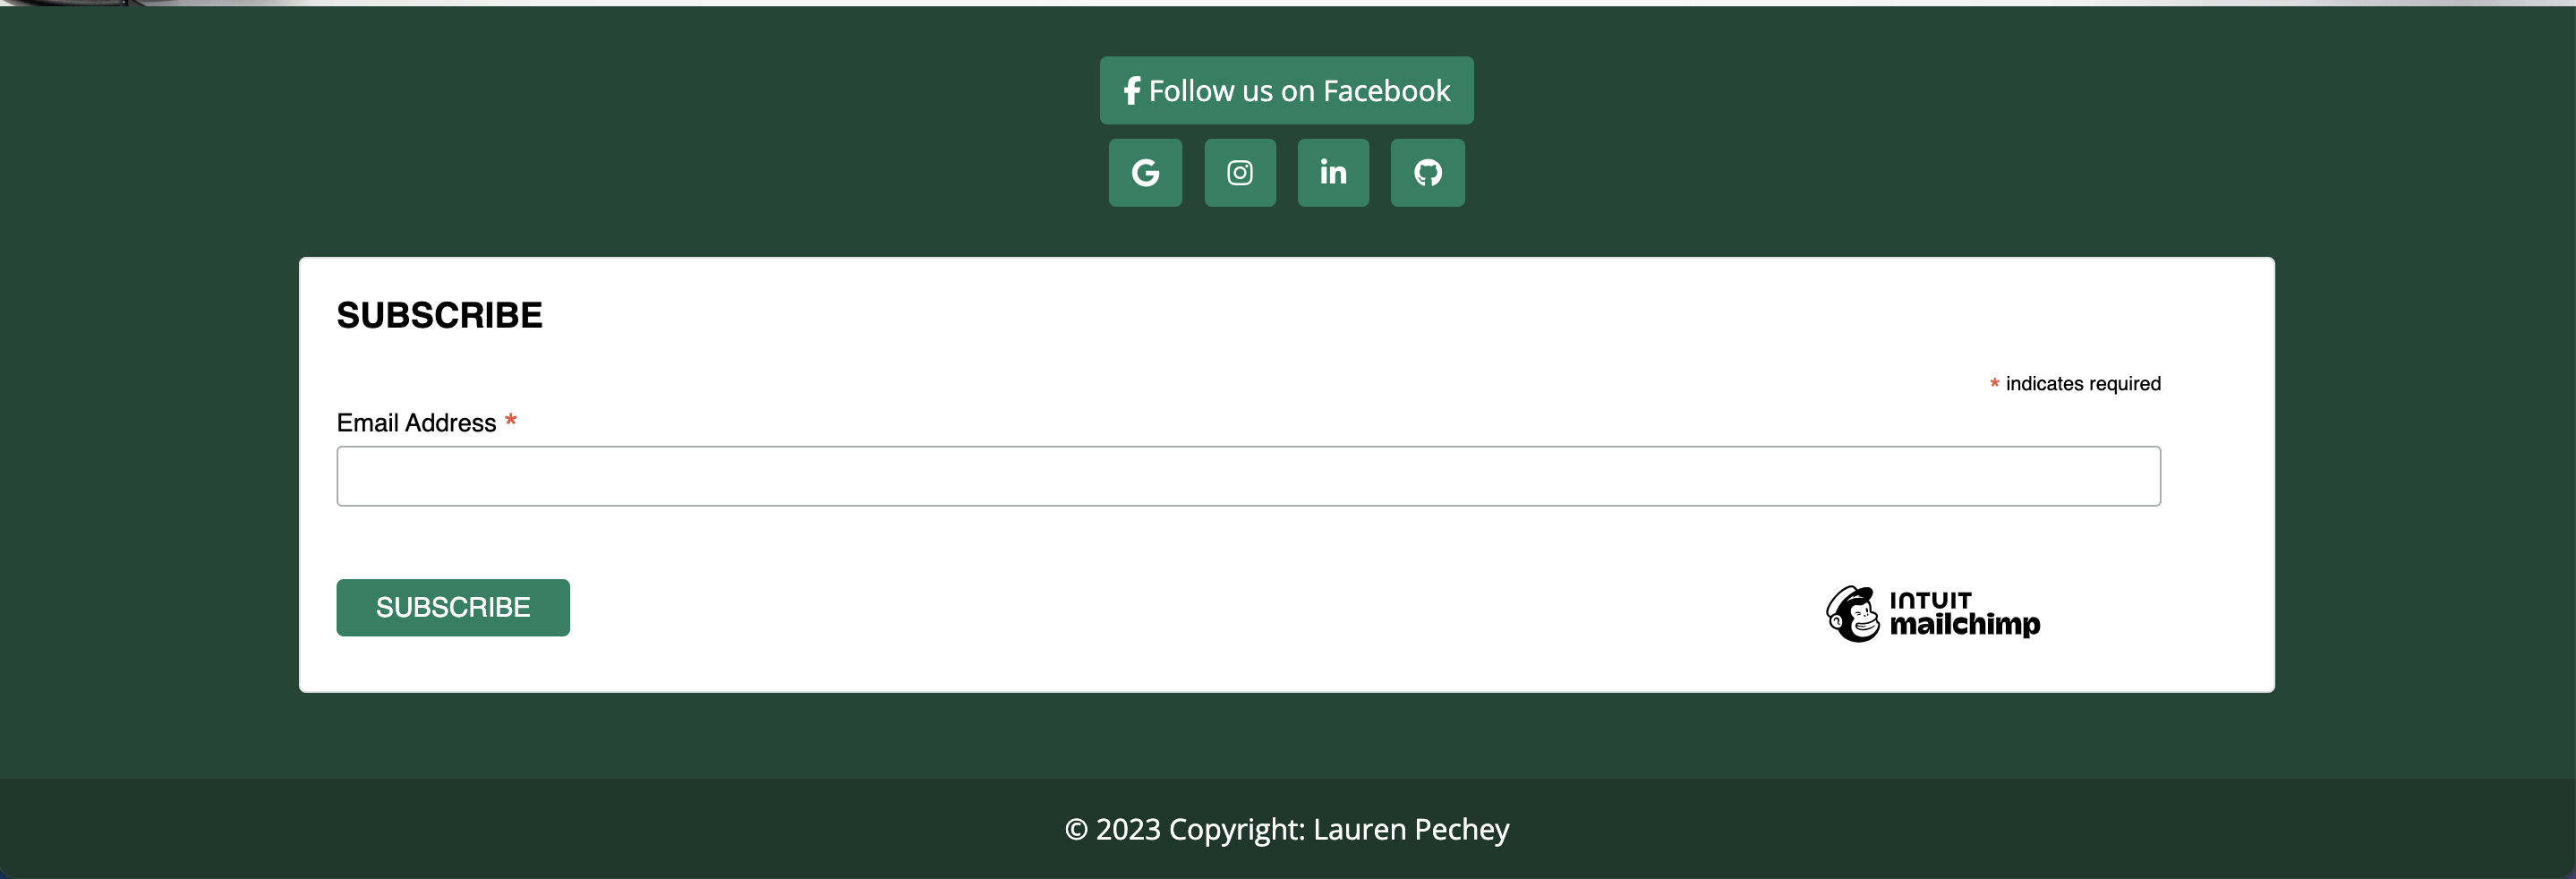 Follow us on Facebook
SUBSCRIBE
* indicates required
Email Address *
SUBSCRIBE
INTUIT
mailchimp
© 2023 Copyright: Lauren Pechey